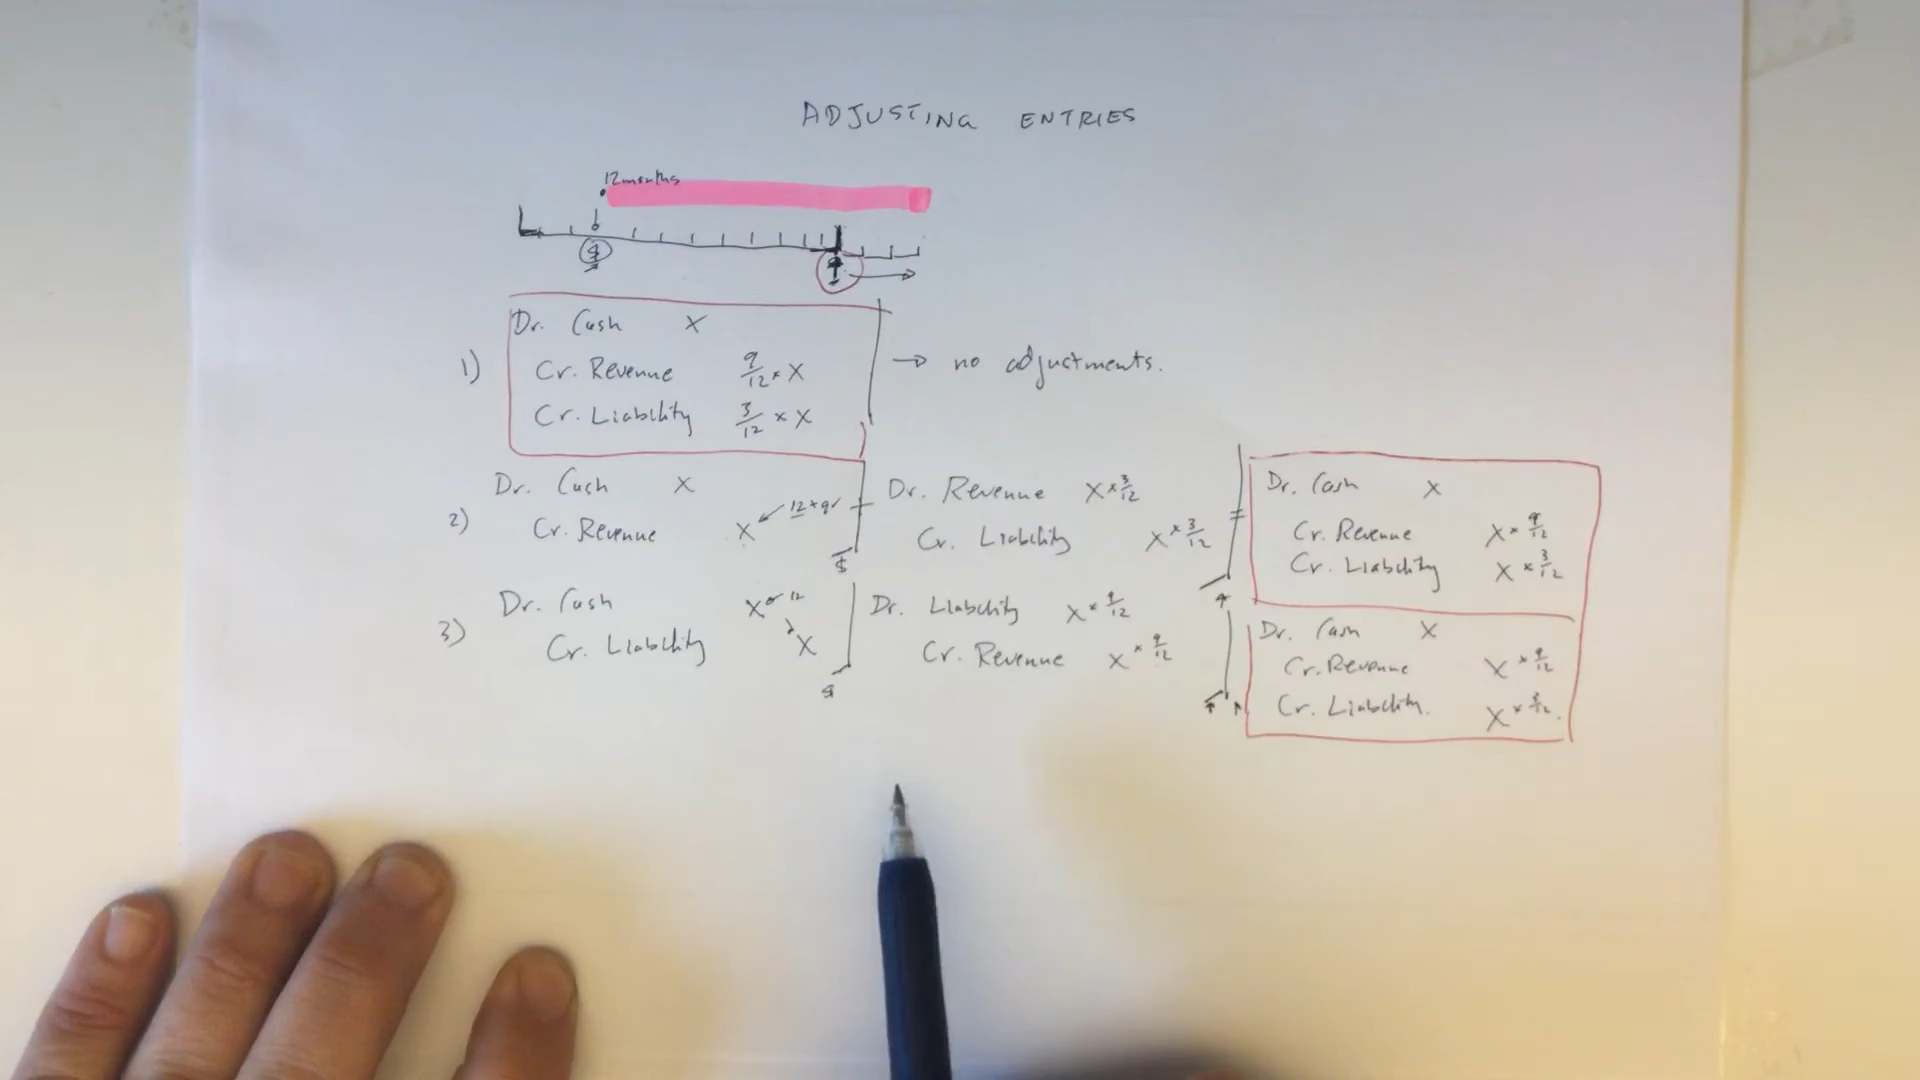 ADJUSTING ENTRIES
12 months
$
1) Dr. Cash X
Cr. Revenue 9/12 × X → no adjustments.
Cr. Liability 3/12 × X
2) Dr. Cash X
Cr. Revenue X
Dr. Revenue X × 3/12
Cr. Liability X × 3/12
Dr. Cash X
Cr. Revenue X × 9/12
Cr. Liability X × 3/12
3) Dr. Cash X 12
Cr. Liability X
Dr. Liability X × 9/12
Cr. Revenue X × 9/12
Dr. Cash X
Cr. Revenue X × 9/12
Cr. Liability.